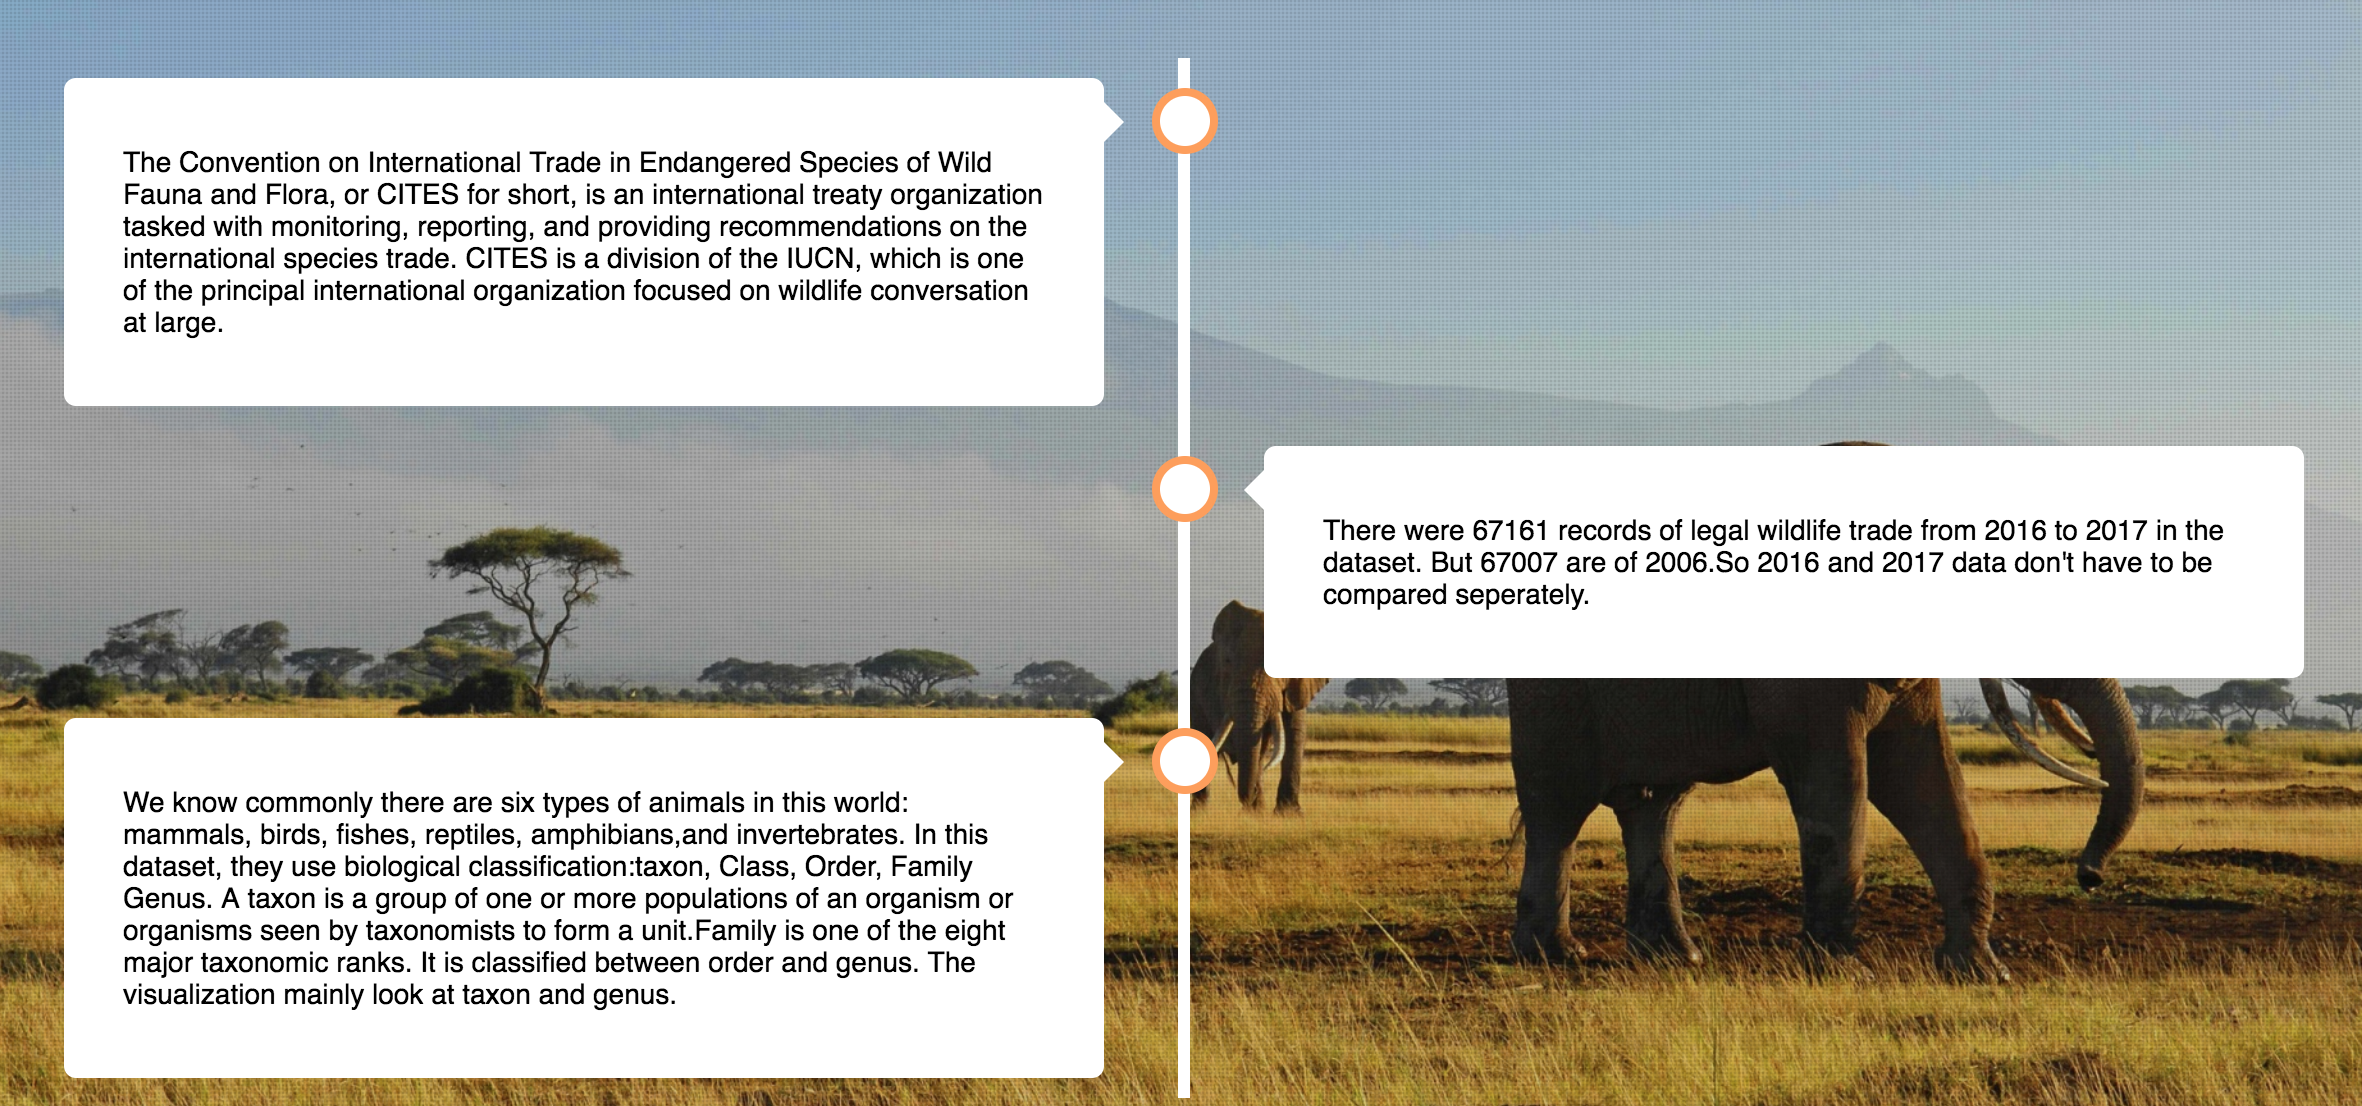 The Convention on International Trade in Endangered Species of Wild
Fauna and Flora, or CITES for short, is an international treaty organization
tasked with monitoring, reporting, and providing recommendations on the
international species trade. CITES is a division of the IUCN, which is one
of the principal international organization focused on wildlife conversation
at large.
There were 67161 records of legal wildlife trade from 2016 to 2017 in the
dataset. But 67007 are of 2006.So 2016 and 2017 data don't have to be
compared seperately.
We know commonly there are six types of animals in this world:
mammals, birds, fishes, reptiles, amphibians,and invertebrates. In this
dataset, they use biological classification:taxon, Class, Order, Family
Genus. A taxon is a group of one or more populations of an organism or
organisms seen by taxonomists to form a unit.Family is one of the eight
major taxonomic ranks. It is classified between order and genus. The
visualization mainly look at taxon and genus.